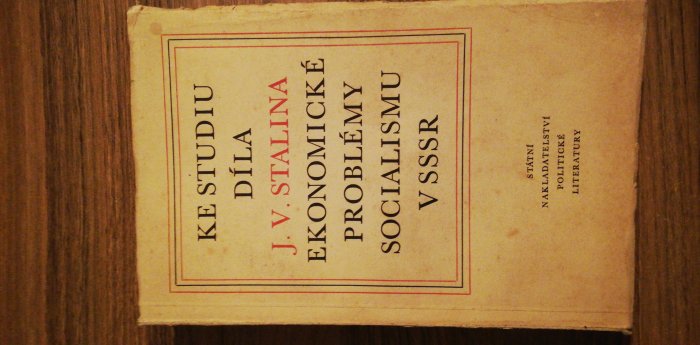 KE STUDIU
DÍLA
J. V. STALINA
EKONOMICKÉ
PROBLÉMY
SOCIALISMU
V SSSR
STÁTNÍ
NAKLADATELSTVÍ
POLITICKÉ
LITERATURY